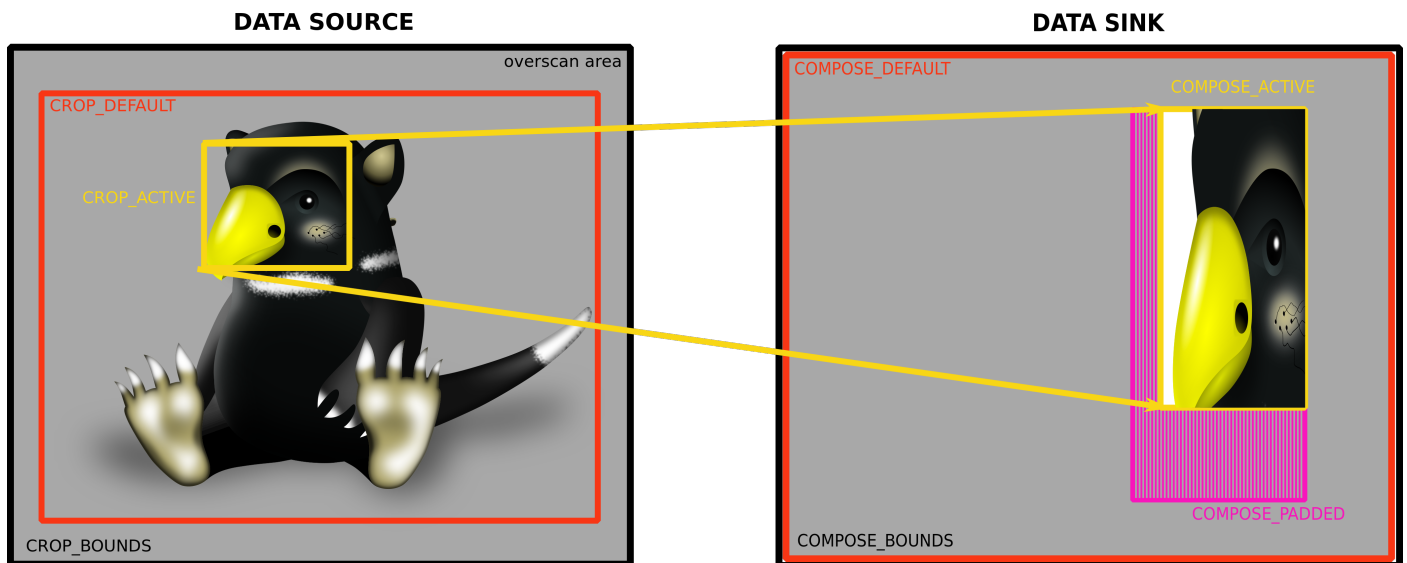 DATA SOURCE
overscan area
CROP_DEFAULT
CROP_ACTIVE
CROP_BOUNDS
DATA SINK
COMPOSE_DEFAULT
COMPOSE_ACTIVE
COMPOSE_PADDED
COMPOSE_BOUNDS